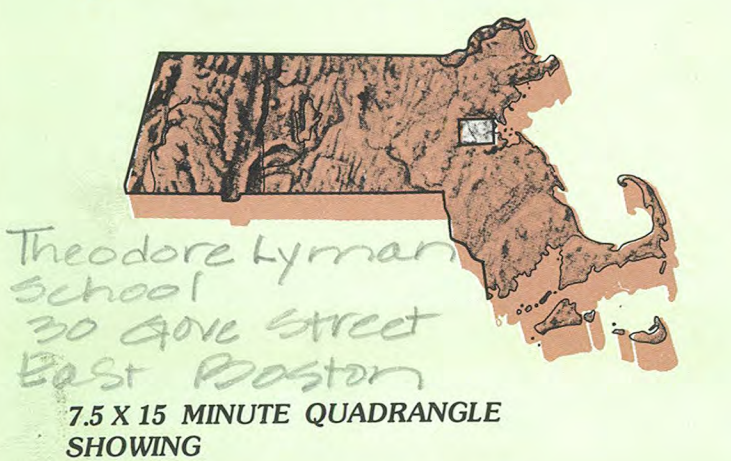 Theodore Lyman
School
30 Gove Street
East Boston
7.5 X 15 MINUTE QUADRANGLE
SHOWING